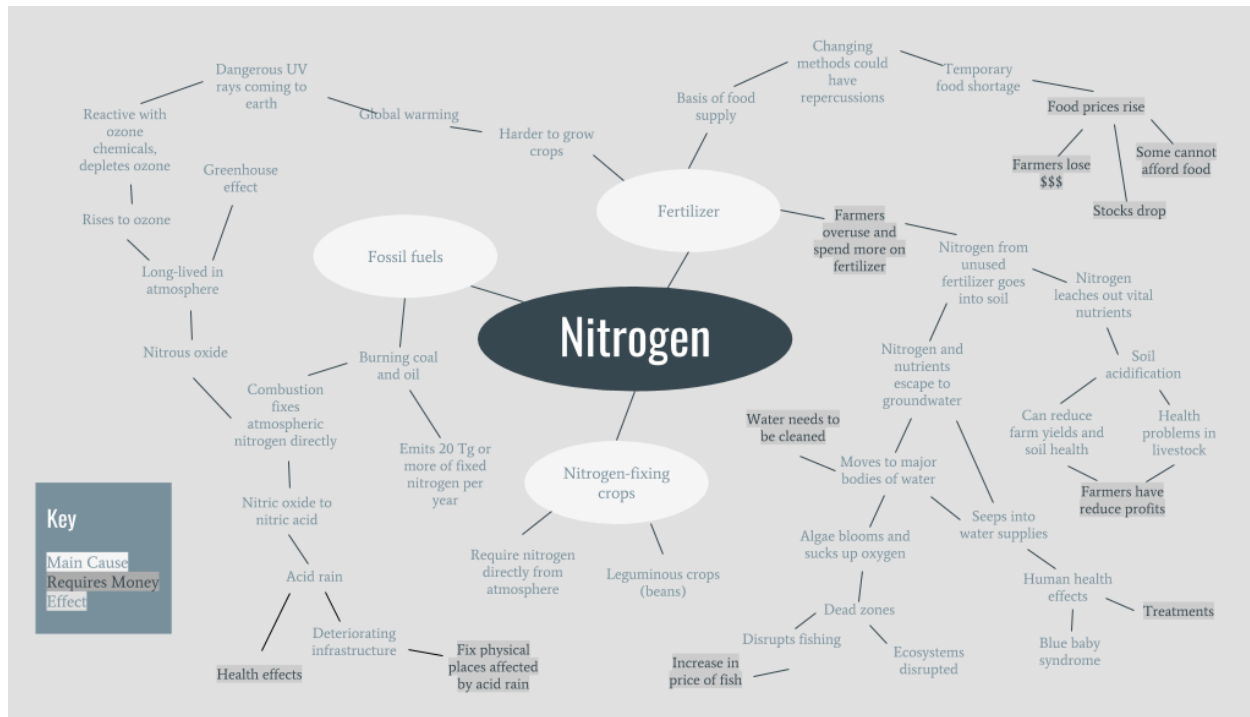 Changing
methods could
have
repercussions
Temporary
food shortage
Dangerous UV
rays coming to
earth
Basis of food
supply
Food prices rise
Reactive with
ozone
chemicals,
depletes ozone
Global warming
Harder to grow
crops
Farmers lose
$$$
Some cannot
afford food
Greenhouse
effect
Stocks drop
Rises to ozone
Fertilizer
Farmers
overuse and
spend more on
fertilizer
Fossil fuels
Nitrogen from
unused
fertilizer goes
into soil
Long-lived in
atmosphere
Nitrogen
leaches out vital
nutrients
Nitrogen
Nitrous oxide
Burning coal
and oil
Nitrogen and
nutrients
escape to
groundwater
Soil
acidification
Combustion
fixes
atmospheric
nitrogen directly
Water needs to
be cleaned
Can reduce
farm yields and
soil health
Health
problems in
livestock
Emits 20 Tg or
more of fixed
nitrogen per
year
Nitrogen-fixing
crops
Moves to major
bodies of water
Farmers have
reduce profits
Nitric oxide to
nitric acid
Seeps into
water supplies
Key
Main Cause
Requires Money
Effect
Algae blooms and
sucks up oxygen
Require nitrogen
directly from
atmosphere
Leguminous crops
(beans)
Acid rain
Human health
effects
Treatments
Dead zones
Deteriorating
infrastructure
Disrupts fishing
Blue baby
syndrome
Ecosystems
disrupted
Health effects
Fix physical
places affected
by acid rain
Increase in
price of fish